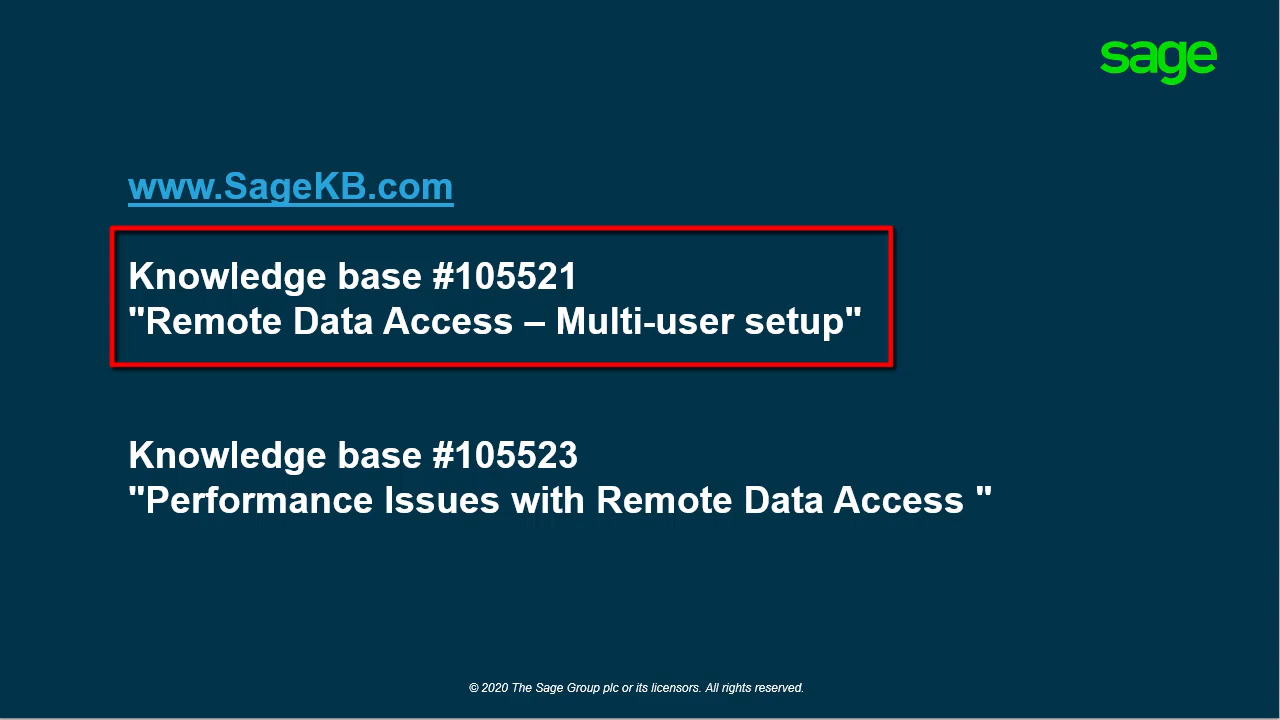 sage
www.SageKB.com
Knowledge base #105521
"Remote Data Access – Multi-user setup"
Knowledge base #105523
"Performance Issues with Remote Data Access "
© 2020 The Sage Group plc or its licensors. All rights reserved.